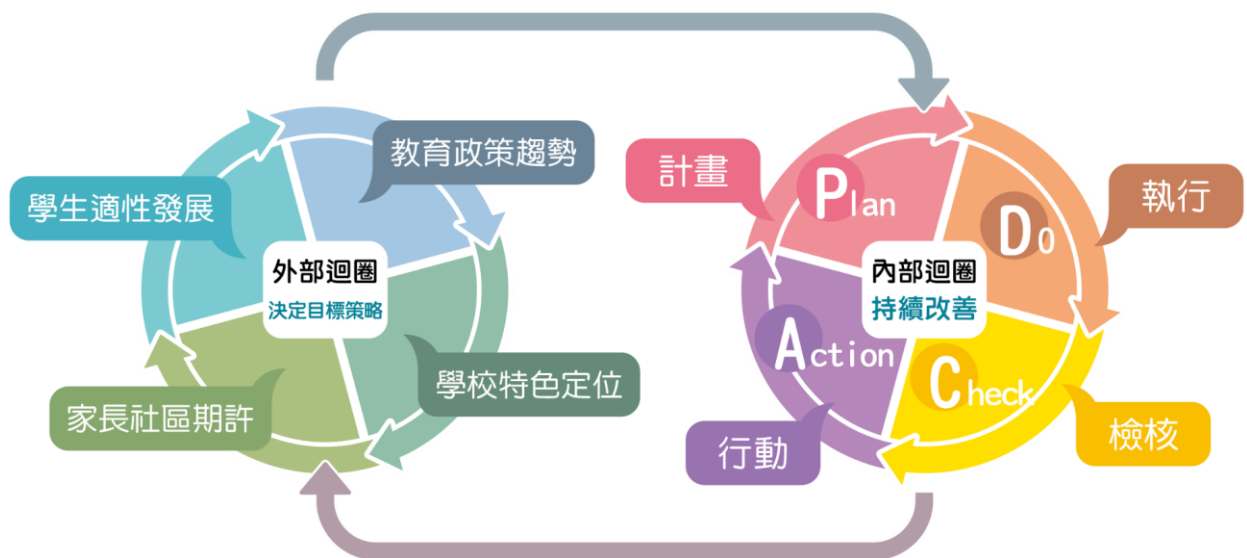 教育政策趨勢
學生適性發展
外部迴圈
決定目標策略
學校特色定位
家長社區期許
計畫
Plan
執行
Do
內部迴圈
持續改善
Action
Check
行動
檢核